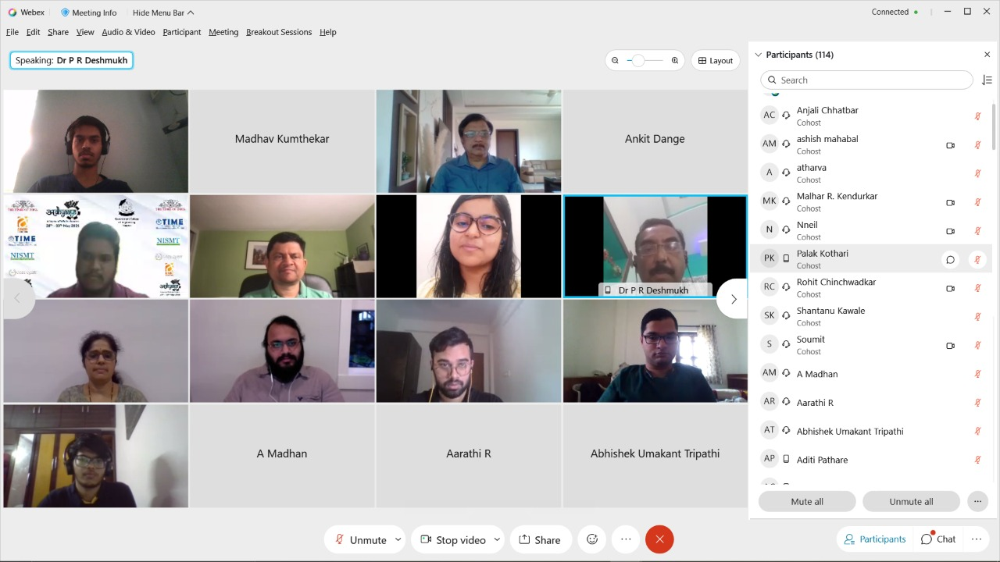 Webex
Meeting Info
Hide Menu Bar
Connected
File Edit Share View Audio & Video Participant Meeting Breakout Sessions Help
Speaking: Dr P R Deshmukh
Layout
Madhav Kumthekar
Ankit Dange
TIME
NISMT
TIME
NISMT
Dr P R Deshmukh
A Madhan
Aarathi R
Abhishek Umakant Tripathi
Participants (114)
Search
AC Anjali Chhatbar
Cohost
AM ashish mahabal
Cohost
A atharva
Cohost
MK Malhar R. Kendurkar
Cohost
N Nneil
Cohost
PK Palak Kothari
Cohost
RC Rohit Chinchwadkar
Cohost
SK Shantanu Kawale
Cohost
S Soumit
Cohost
AM A Madhan
AR Aarathi R
AT Abhishek Umakant Tripathi
AP Aditi Pathare
Mute all
Unmute all
Unmute
Stop video
Share
Participants
Chat